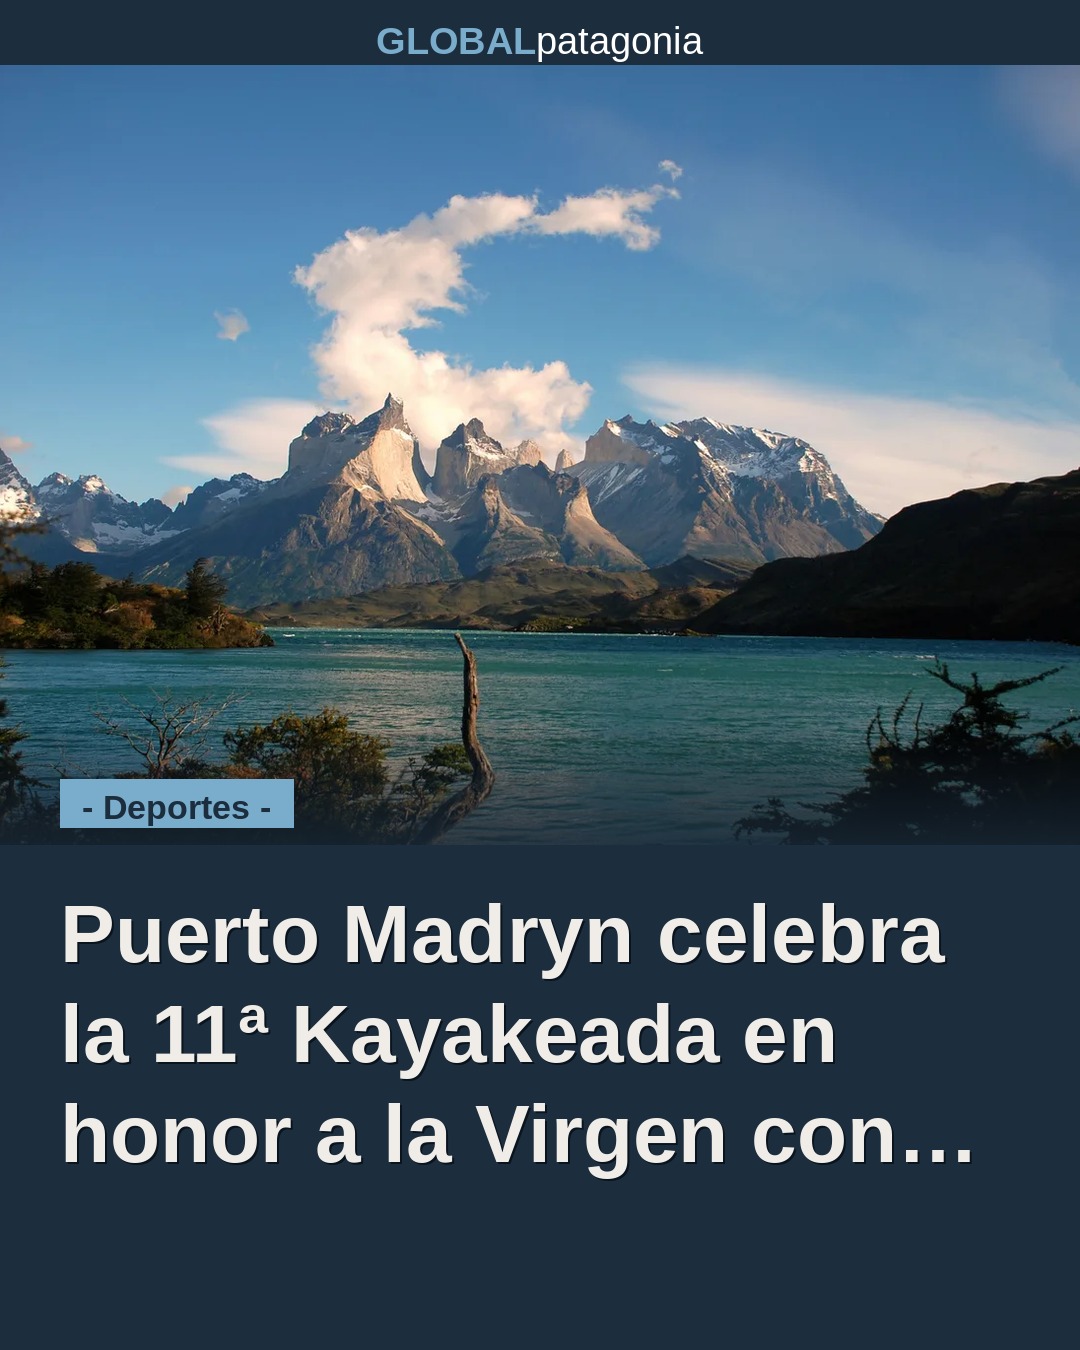 GLOBALpatagonia
- Deportes -
Puerto Madryn celebra
la 11ª Kayakeada en
honor a la Virgen con...